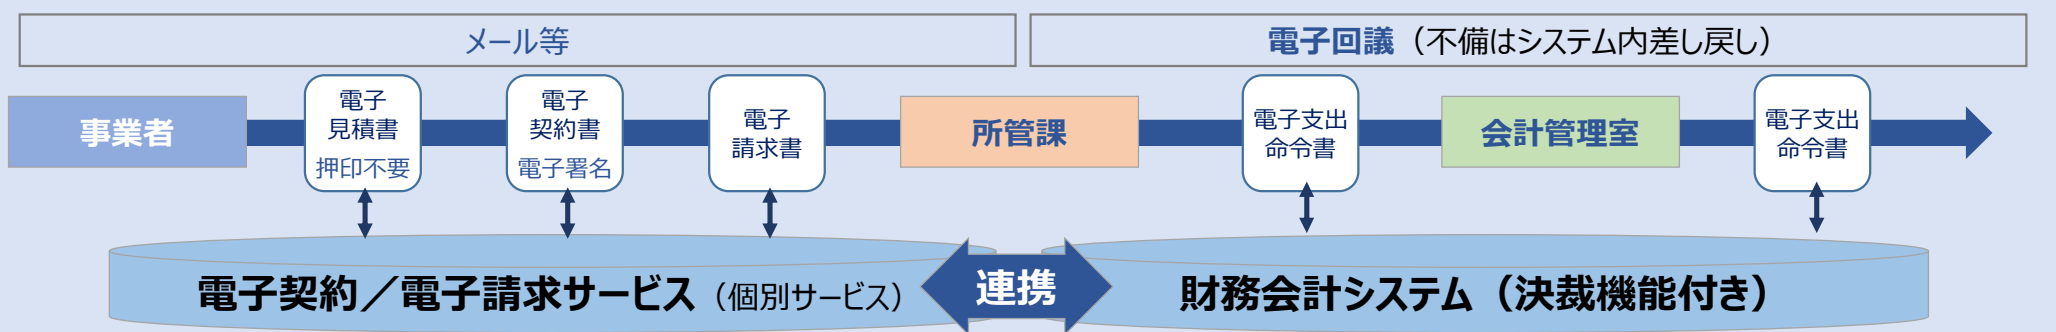 メール等
電子回議（不備はシステム内差し戻し）
事業者
電子
見積書
押印不要
電子
契約書
電子署名
電子
請求書
所管課
電子支出
命令書
会計管理室
電子支出
命令書
電子契約／電子請求サービス（個別サービス）
連携
財務会計システム（決裁機能付き）